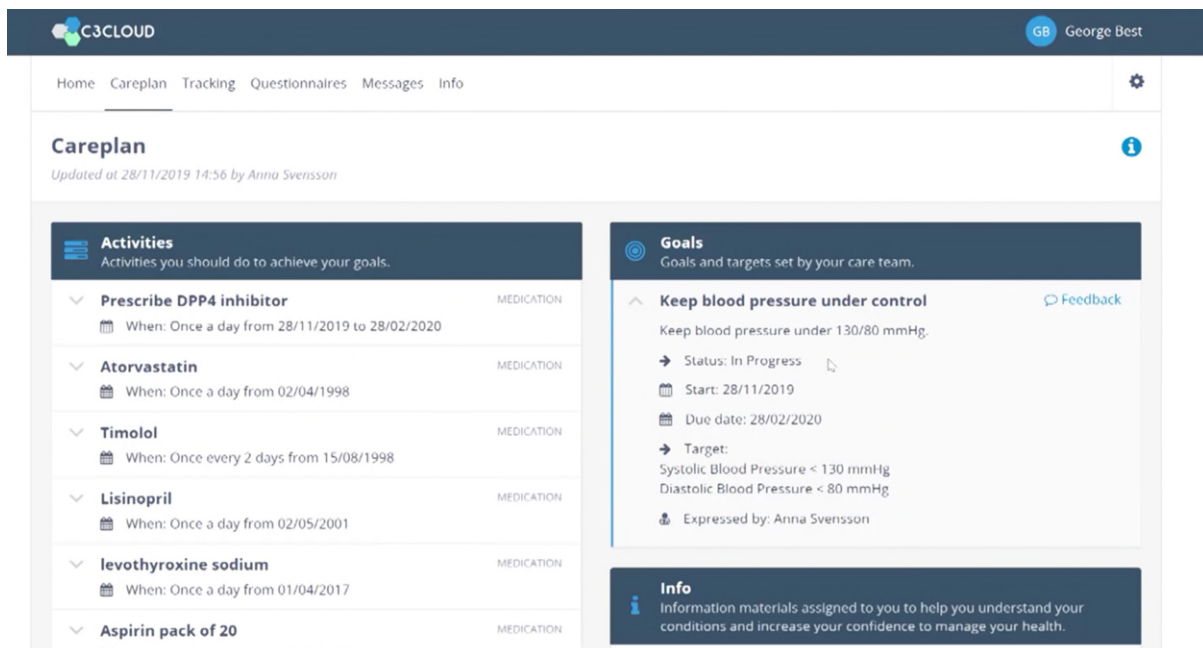 C3CLOUD
GB George Best
Home Careplan Tracking Questionnaires Messages Info
Careplan
Updated at 28/11/2019 14:56 by Anna Svensson
Activities
Activities you should do to achieve your goals.
Prescribe DPP4 inhibitor MEDICATION
When: Once a day from 28/11/2019 to 28/02/2020
Atorvastatin MEDICATION
When: Once a day from 02/04/1998
Timolol MEDICATION
When: Once every 2 days from 15/08/1998
Lisinopril MEDICATION
When: Once a day from 02/05/2001
levothyroxine sodium MEDICATION
When: Once a day from 01/04/2017
Aspirin pack of 20 MEDICATION
Goals
Goals and targets set by your care team.
Keep blood pressure under control Feedback
Keep blood pressure under 130/80 mmHg.
Status: In Progress
Start: 28/11/2019
Due date: 28/02/2020
Target:
Systolic Blood Pressure < 130 mmHg
Diastolic Blood Pressure < 80 mmHg
Expressed by: Anna Svensson
Info
Information materials assigned to you to help you understand your
conditions and increase your confidence to manage your health.